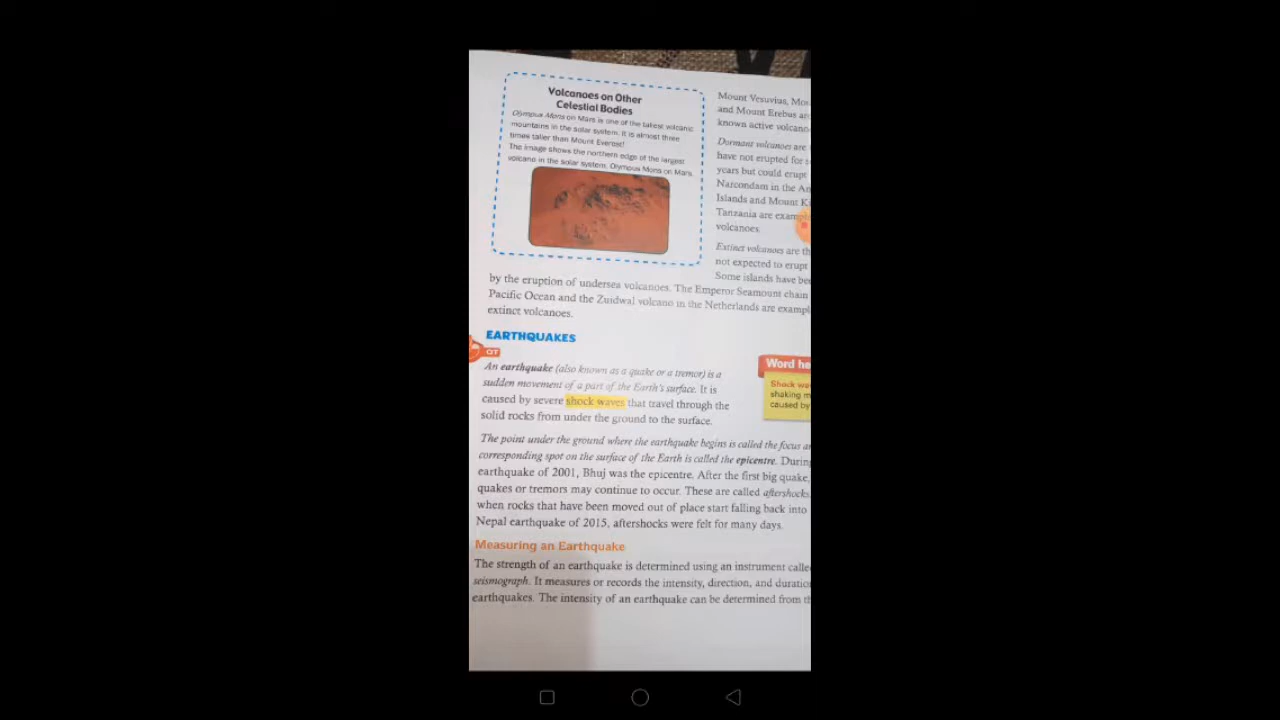 Volcanoes on Other
Celestial Bodies
Olympus Mons on Mars is one of the tallest volcanic
mountains in the solar system. It is almost three
times taller than Mount Everest!
The image shows the northern edge of the largest
volcano in the solar system, Olympus Mons on Mars.
Mount Vesuvius,
and Mount Erebus
known active
Dormant volcanoes are
have not erupted for
years but could erupt
Narcondam in the
Islands and Mount
Tanzania are
volcanoes.
Extinct volcanoes are
not expected to erupt
Some islands have
by the eruption of undersea volcanoes. The Emperor Seamount chain
Pacific Ocean and the Zuidwal volcano in the Netherlands are
extinct volcanoes.
EARTHQUAKES
OT
An earthquake (also known as a quake or a tremor) is a
sudden movement of a part of the Earth's surface. It is
caused by severe shock waves that travel through the
solid rocks from under the ground to the surface.
Word
Shock
shaking
caused by
The point under the ground where the earthquake begins is called the focus
corresponding spot on the surface of the Earth is called the epicentre. During
earthquake of 2001, Bhuj was the epicentre. After the first big quake,
quakes or tremors may continue to occur. These are called aftershocks.
when rocks that have been moved out of place start falling back into
Nepal earthquake of 2015, aftershocks were felt for many days.
Measuring an Earthquake
The strength of an earthquake is determined using an instrument
seismograph. It measures or records the intensity, direction, and
earthquakes. The intensity of an earthquake can be determined from